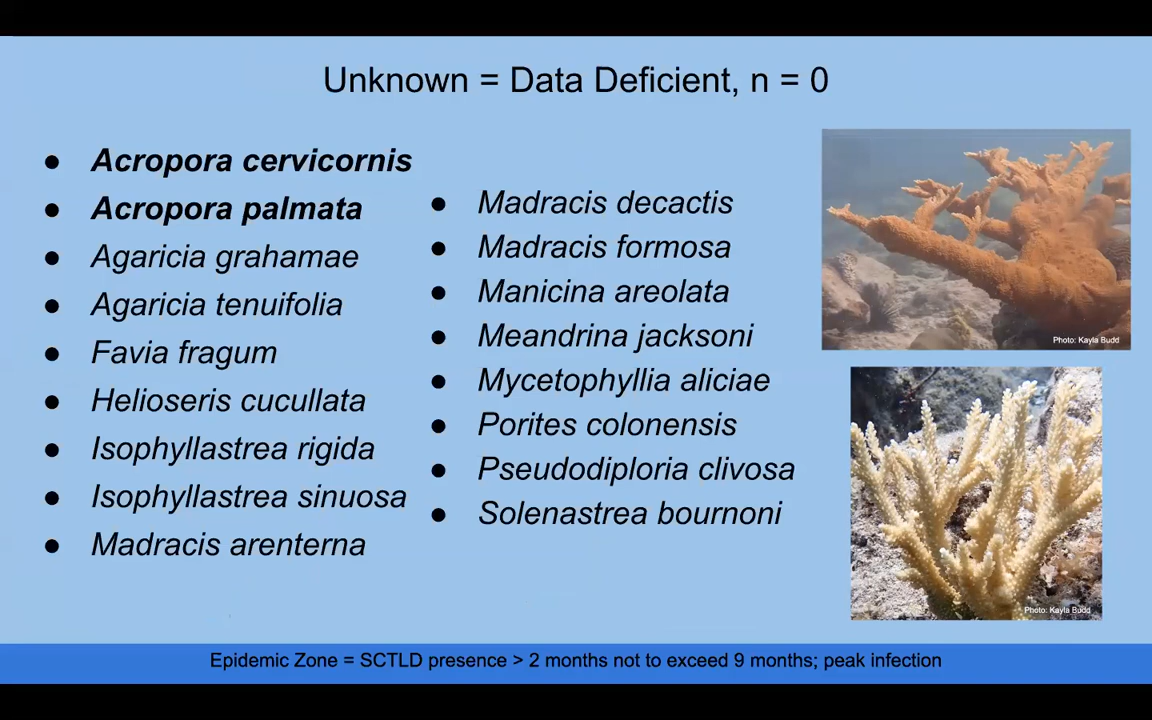 Unknown = Data Deficient, n = 0
● Acropora cervicornis
● Acropora palmata
● Agaricia grahamae
● Agaricia tenuifolia
● Favia fragum
● Helioseris cucullata
● Isophyllastrea rigida
● Isophyllastrea sinuosa
● Madracis arenterna
● Madracis decactis
● Madracis formosa
● Manicina areolata
● Meandrina jacksoni
● Mycetophyllia aliciae
● Porites colonensis
● Pseudodiploria clivosa
● Solenastrea bournoni
Photo: Kayla Budd
Photo: Kayla Budd
Epidemic Zone = SCTLD presence > 2 months not to exceed 9 months; peak infection